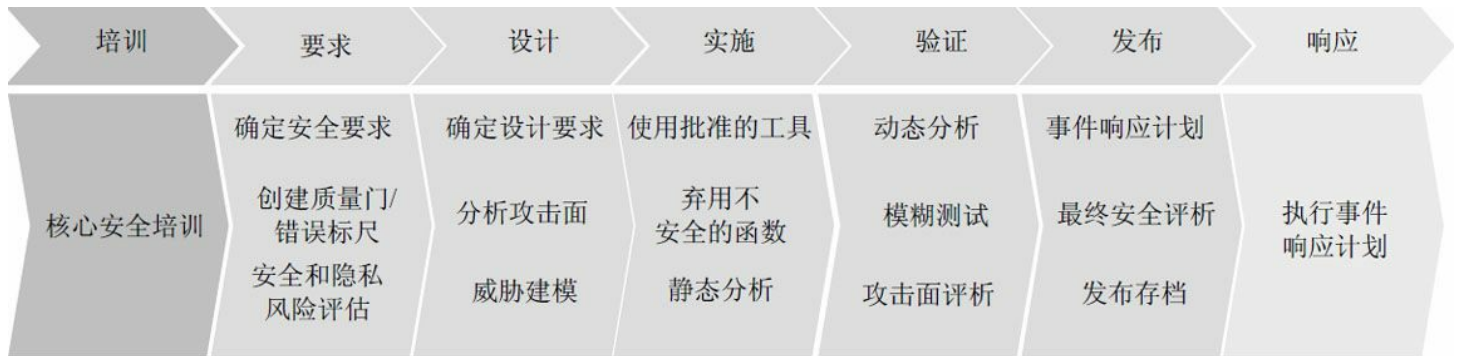 培训
要求
设计
实施
验证
发布
响应
核心安全培训
确定安全要求
创建质量门/
错误标尺
安全和隐私
风险评估
确定设计要求
分析攻击面
威胁建模
使用批准的工具
弃用不
安全的函数
静态分析
动态分析
模糊测试
攻击面评析
事件响应计划
最终安全评析
发布存档
执行事件
响应计划